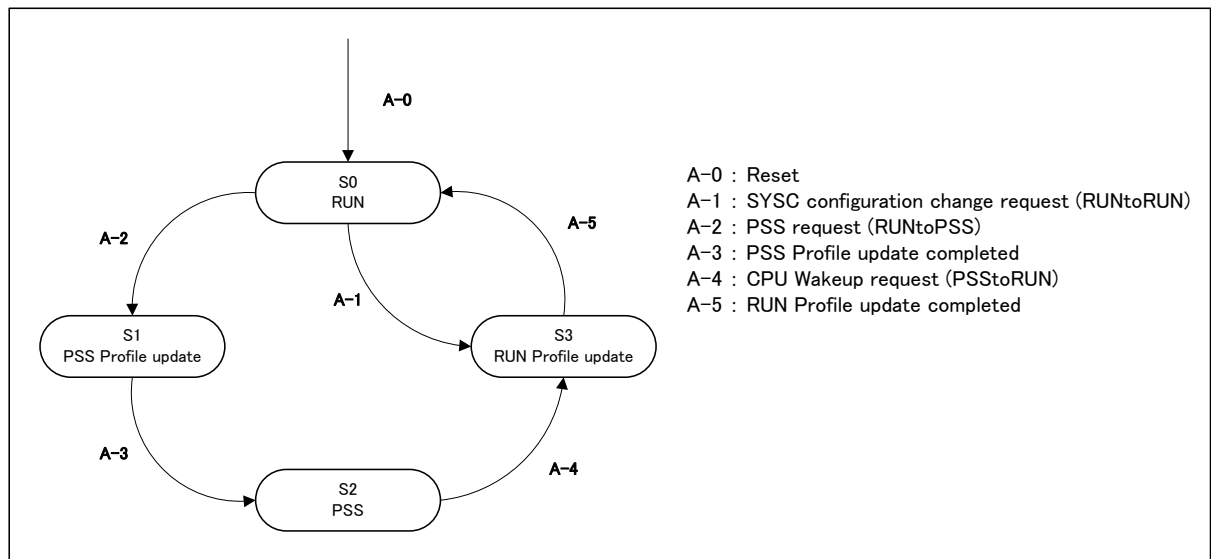 A-0
S0
RUN
A-2
A-5
A-1
S1
PSS Profile update
S3
RUN Profile update
A-3
A-4
S2
PSS
A-0 : Reset
A-1 : SYSC configuration change request (RUNtoRUN)
A-2 : PSS request (RUNtoPSS)
A-3 : PSS Profile update completed
A-4 : CPU Wakeup request (PSStoRUN)
A-5 : RUN Profile update completed